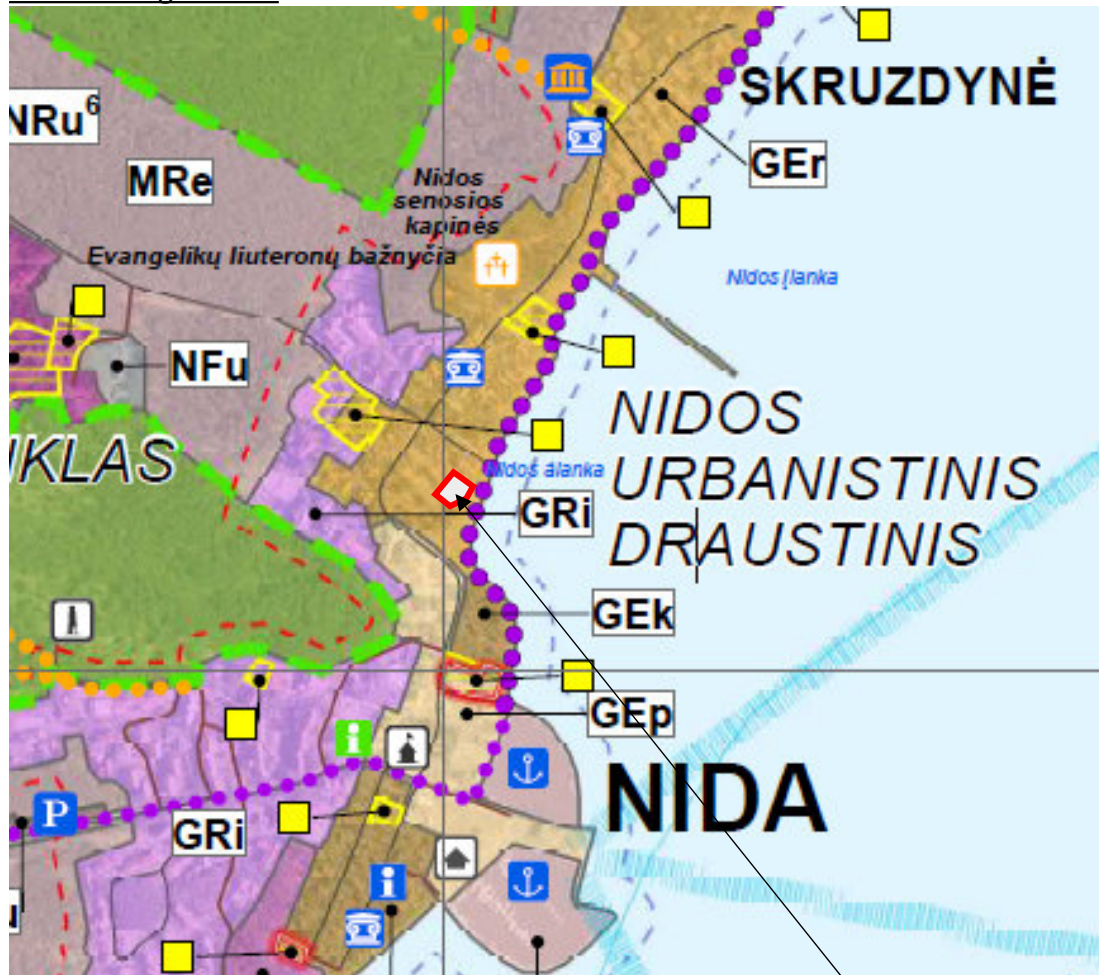 SKRUZDYNĖ
NRu6
GEr
MRe
Nidos
senosios
kapinės
Evangelikų liuteronų bažnyčia
Nidos įlanka
NFu
NIDOS
URBANISTINIS
DRAUSTINIS
IKLAS
Nidos álanka
GRi
GEk
GEp
i
NIDA
P
GRi
i
u